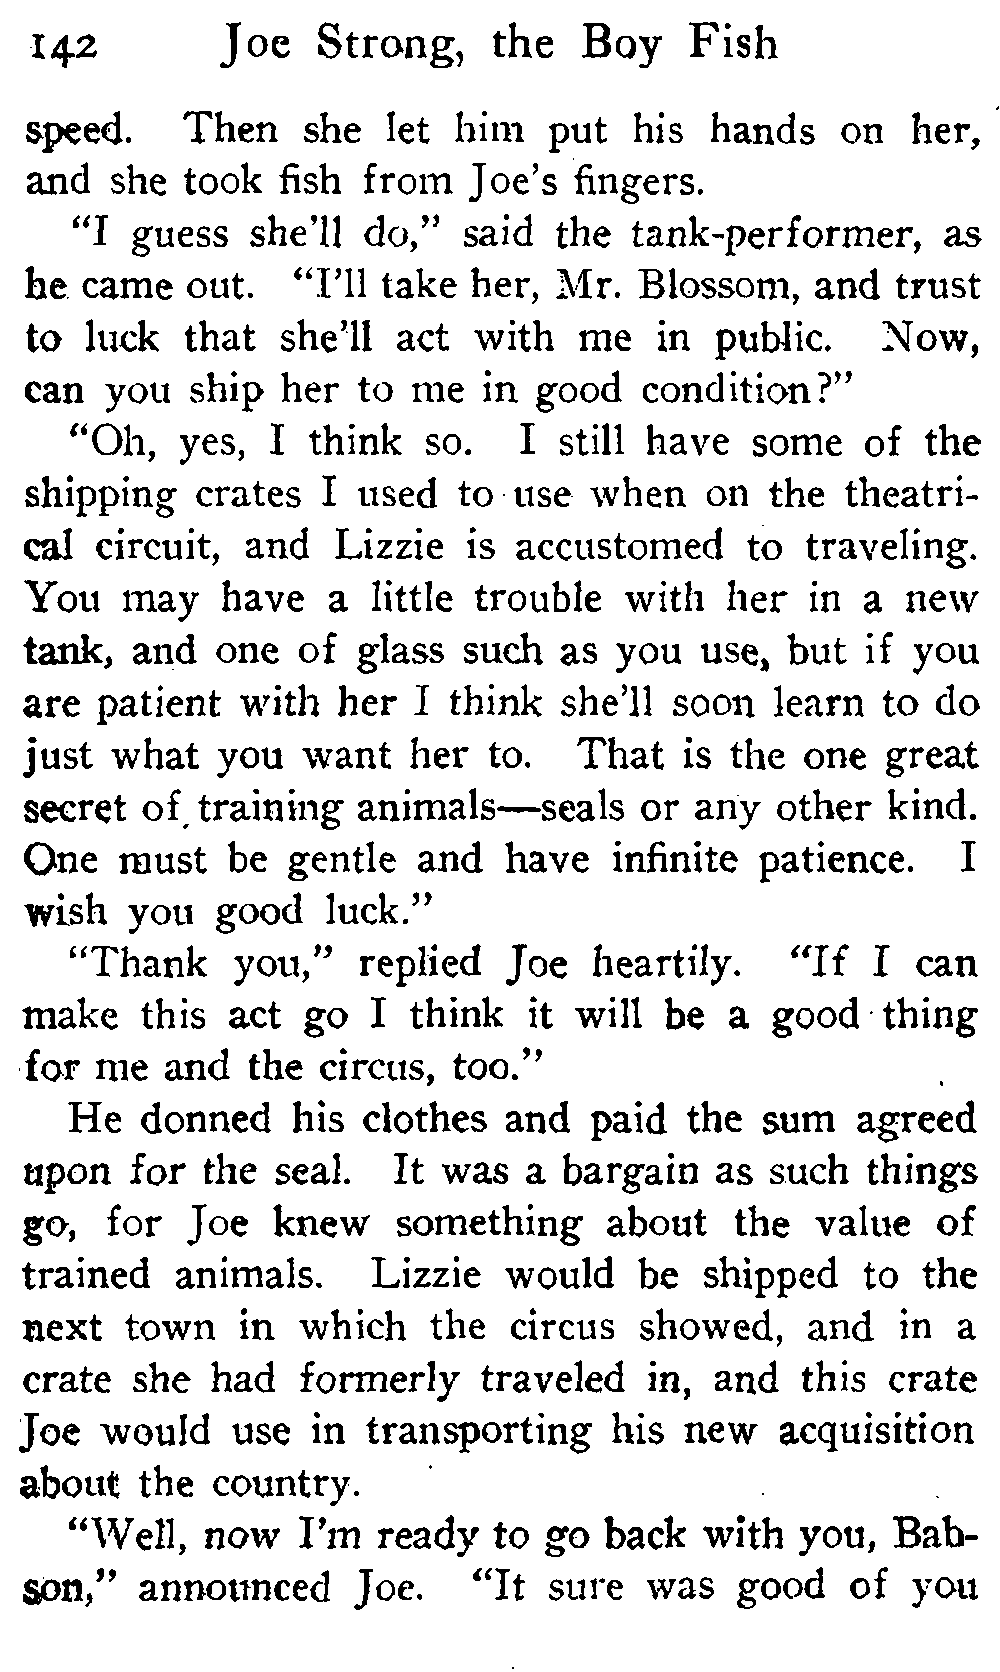 142 Joe Strong, the Boy Fish
speed. Then she let him put his hands on her,
and she took fish from Joe's fingers.
"I guess she'll do," said the tank-performer, as
he came out. "I'll take her, Mr. Blossom, and trust
to luck that she'll act with me in public. Now,
can you ship her to me in good condition?"
"Oh, yes, I think so. I still have some of the
shipping crates I used to use when on the theatri-
cal circuit, and Lizzie is accustomed to traveling.
You may have a little trouble with her in a new
tank, and one of glass such as you use, but if you
are patient with her I think she'll soon learn to do
just what you want her to. That is the one great
secret of training animals—seals or any other kind.
One must be gentle and have infinite patience. I
wish you good luck."
"Thank you," replied Joe heartily. "If I can
make this act go I think it will be a good thing
for me and the circus, too."
He donned his clothes and paid the sum agreed
upon for the seal. It was a bargain as such things
go, for Joe knew something about the value of
trained animals. Lizzie would be shipped to the
next town in which the circus showed, and in a
crate she had formerly traveled in, and this crate
Joe would use in transporting his new acquisition
about the country.
"Well, now I'm ready to go back with you, Bab-
son," announced Joe. "It sure was good of you